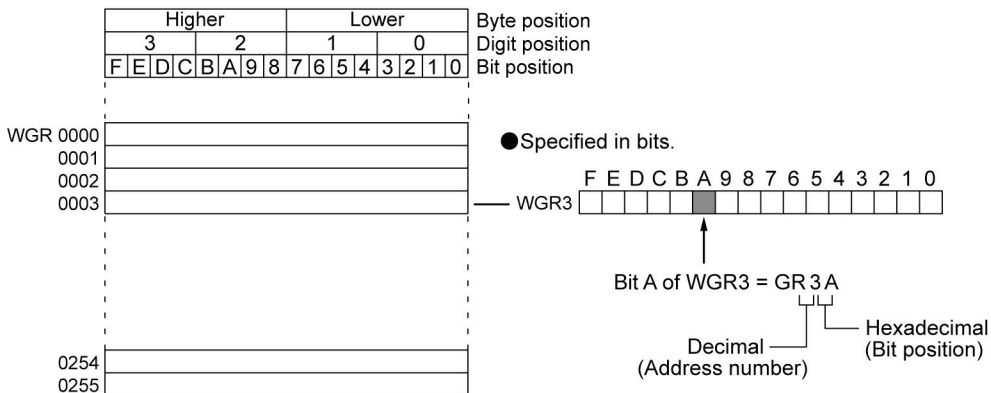 Higher Lower Byte position
3 2 1 0 Digit position
F E D C B A 9 8 7 6 5 4 3 2 1 0 Bit position
WGR 0000
0001
0002
0003
0254
0255
●Specified in bits.
F E D C B A 9 8 7 6 5 4 3 2 1 0
WGR3
Bit A of WGR3 = GR3A
Decimal
(Address number)
Hexadecimal
(Bit position)